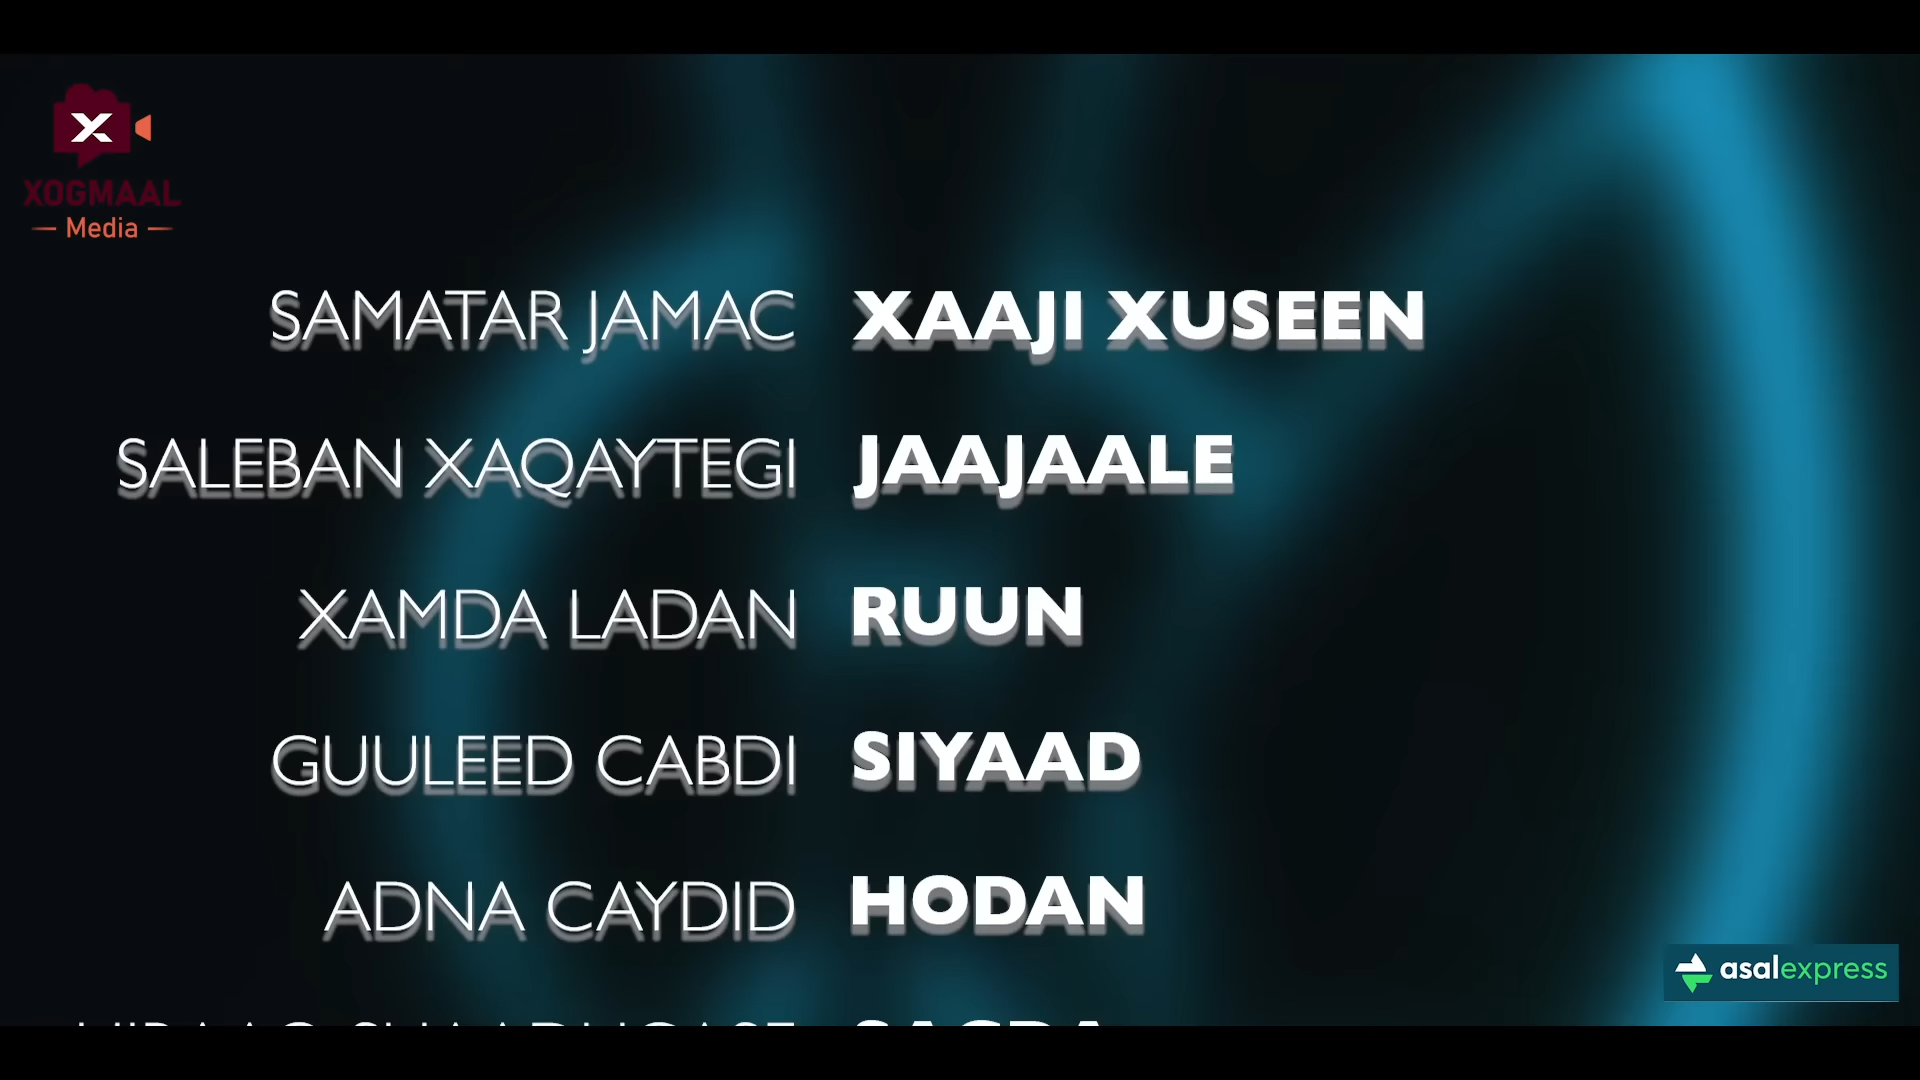 XOGMAAL
Media
SAMATAR JAMAC XAAJI XUSEEN
SALEBAN XAQAYTEGI JAAJAALE
XAMDA LADAN RUUN
GUULEED CABDI SIYAAD
ADNA CAYDID HODAN
asalexpress